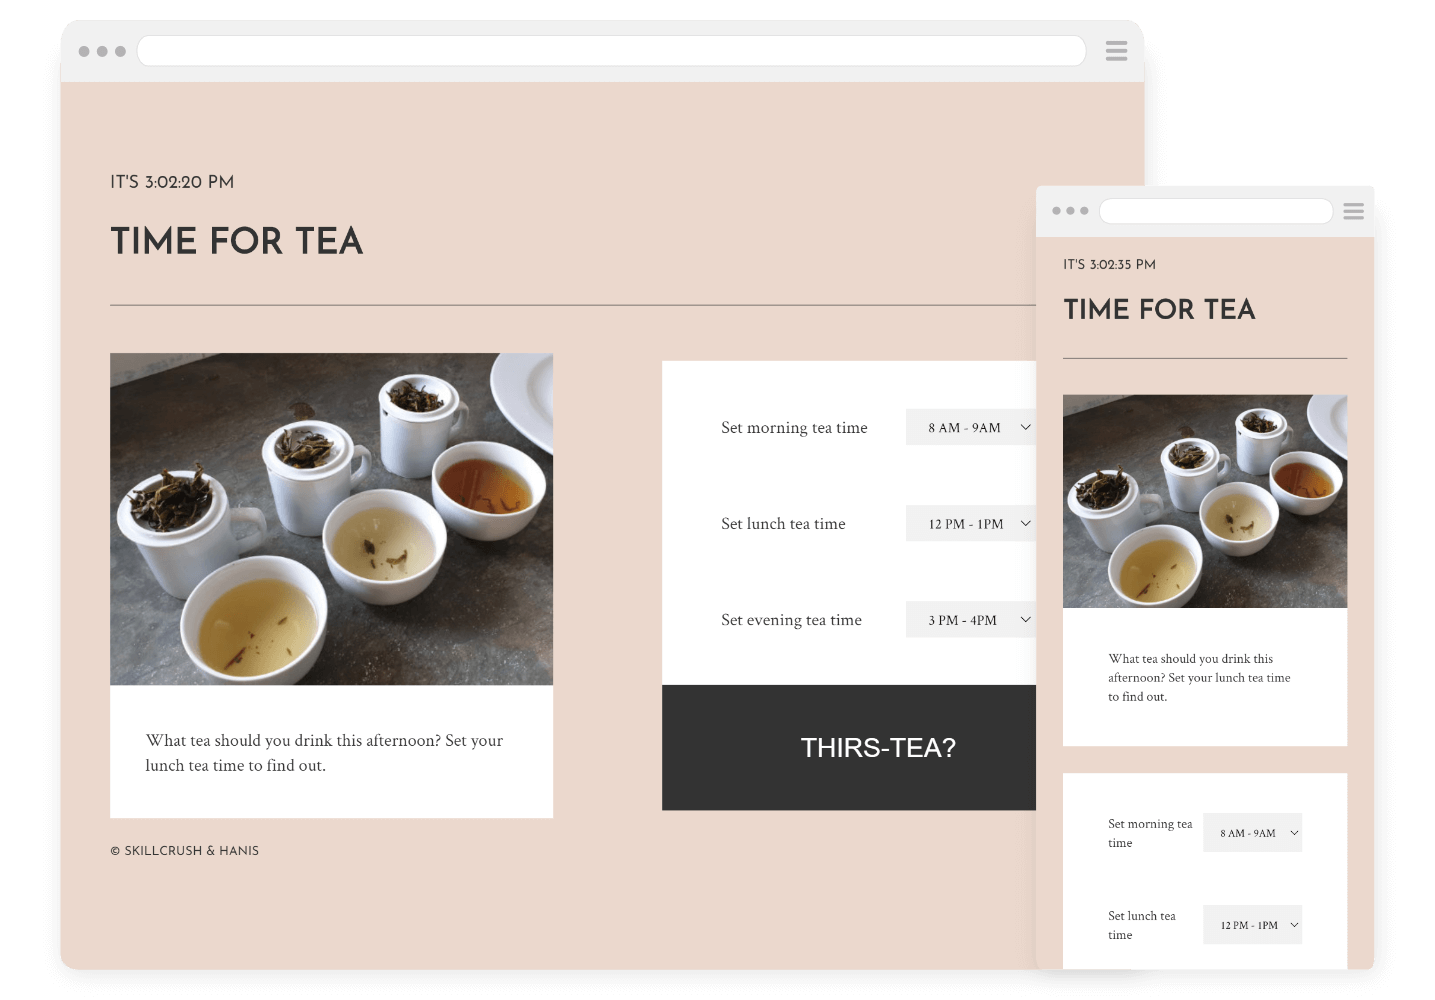 IT'S 3:02:20 PM
TIME FOR TEA
Set morning tea time
8 AM - 9AM
Set lunch tea time
12 PM - 1PM
Set evening tea time
3 PM - 4PM
THIRS-TEA?
What tea should you drink this afternoon? Set your
lunch tea time to find out.
© SKILLCRUSH & HANIS
IT'S 3:02:35 PM
TIME FOR TEA
What tea should you drink this
afternoon? Set your lunch tea time
to find out.
Set morning tea
time
8 AM - 9AM
Set lunch tea
time
12 PM - 1PM